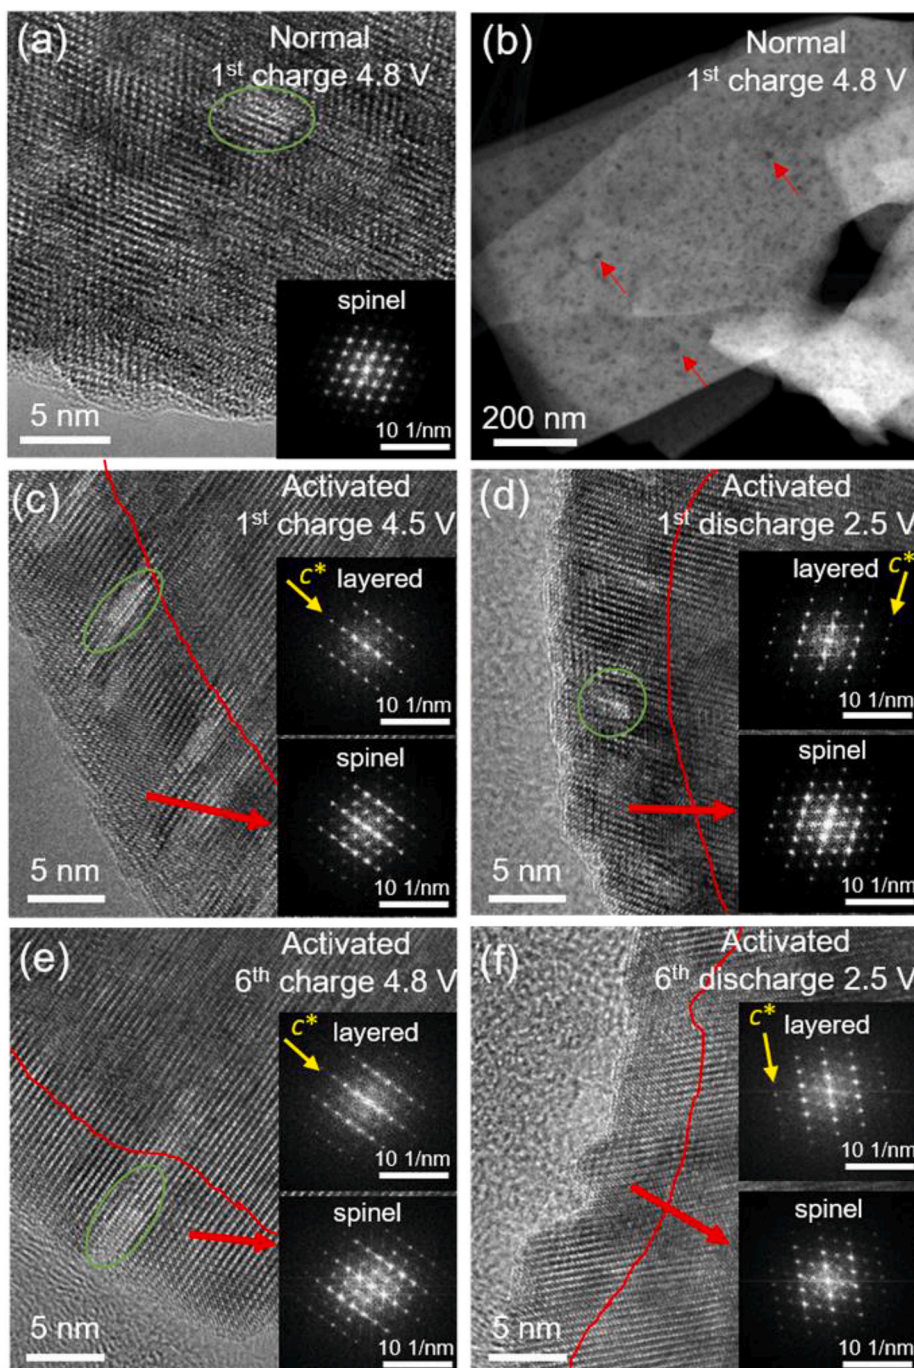 (a)
Normal
1st charge 4.8 V
spinel
5 nm
10 1/nm
(b)
Normal
1st charge 4.8 V
200 nm
(c)
Activated
1st charge 4.5 V
c*
layered
10 1/nm
spinel
5 nm
10 1/nm
(d)
Activated
1st discharge 2.5 V
layered
c*
10 1/nm
spinel
5 nm
10 1/nm
(e)
Activated
6th charge 4.8 V
c*
layered
10 1/nm
spinel
5 nm
10 1/nm
(f)
Activated
6th discharge 2.5 V
c*
layered
10 1/nm
spinel
5 nm
10 1/nm